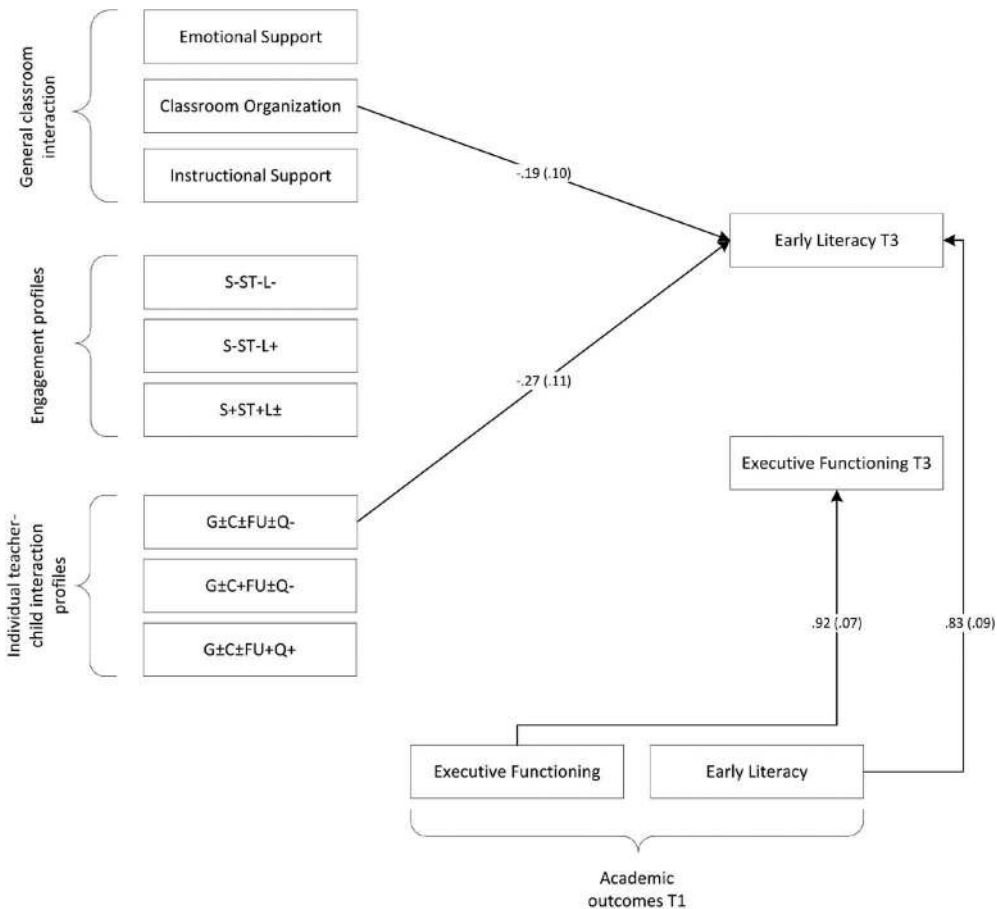 General classroom
interaction
Emotional Support
Classroom Organization
Instructional Support
-.19 (.10)
Early Literacy T3
Engagement profiles
S-ST-L-
S-ST-L+
S+ST+L±
-.27 (.11)
Executive Functioning T3
Individual teacher-
child interaction
profiles
G±C±FU±Q-
G±C+FU±Q-
G±C±FU+Q+
.92 (.07)
.83 (.09)
Executive Functioning
Early Literacy
Academic
outcomes T1